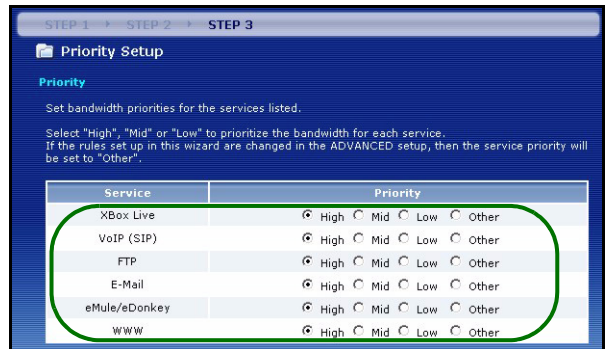 STEP 1 STEP 2 STEP 3
Priority Setup
Priority
Set bandwidth priorities for the services listed.
Select "High", "Mid" or "Low" to prioritize the bandwidth for each service.
If the rules set up in this wizard are changed in the ADVANCED setup, then the service priority will
be set to "Other".
Service Priority
XBox Live High Mid Low Other
VoIP (SIP) High Mid Low Other
FTP High Mid Low Other
E-Mail High Mid Low Other
eMule/eDonkey High Mid Low Other
WWW High Mid Low Other